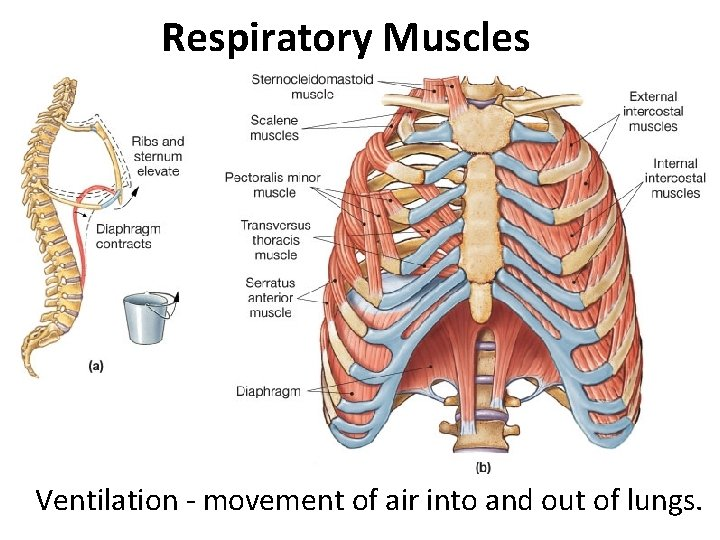 Respiratory Muscles
Sternocleidomastoid
muscle
Scalene
muscles
Pectoralis minor
muscle
Transversus
thoracis
muscle
Serratus
anterior
muscle
Diaphragm
External
intercostal
muscles
Internal
intercostal
muscles
Ribs and
sternum
elevate
Diaphragm
contracts
(a)
(b)
Ventilation - movement of air into and out of lungs.